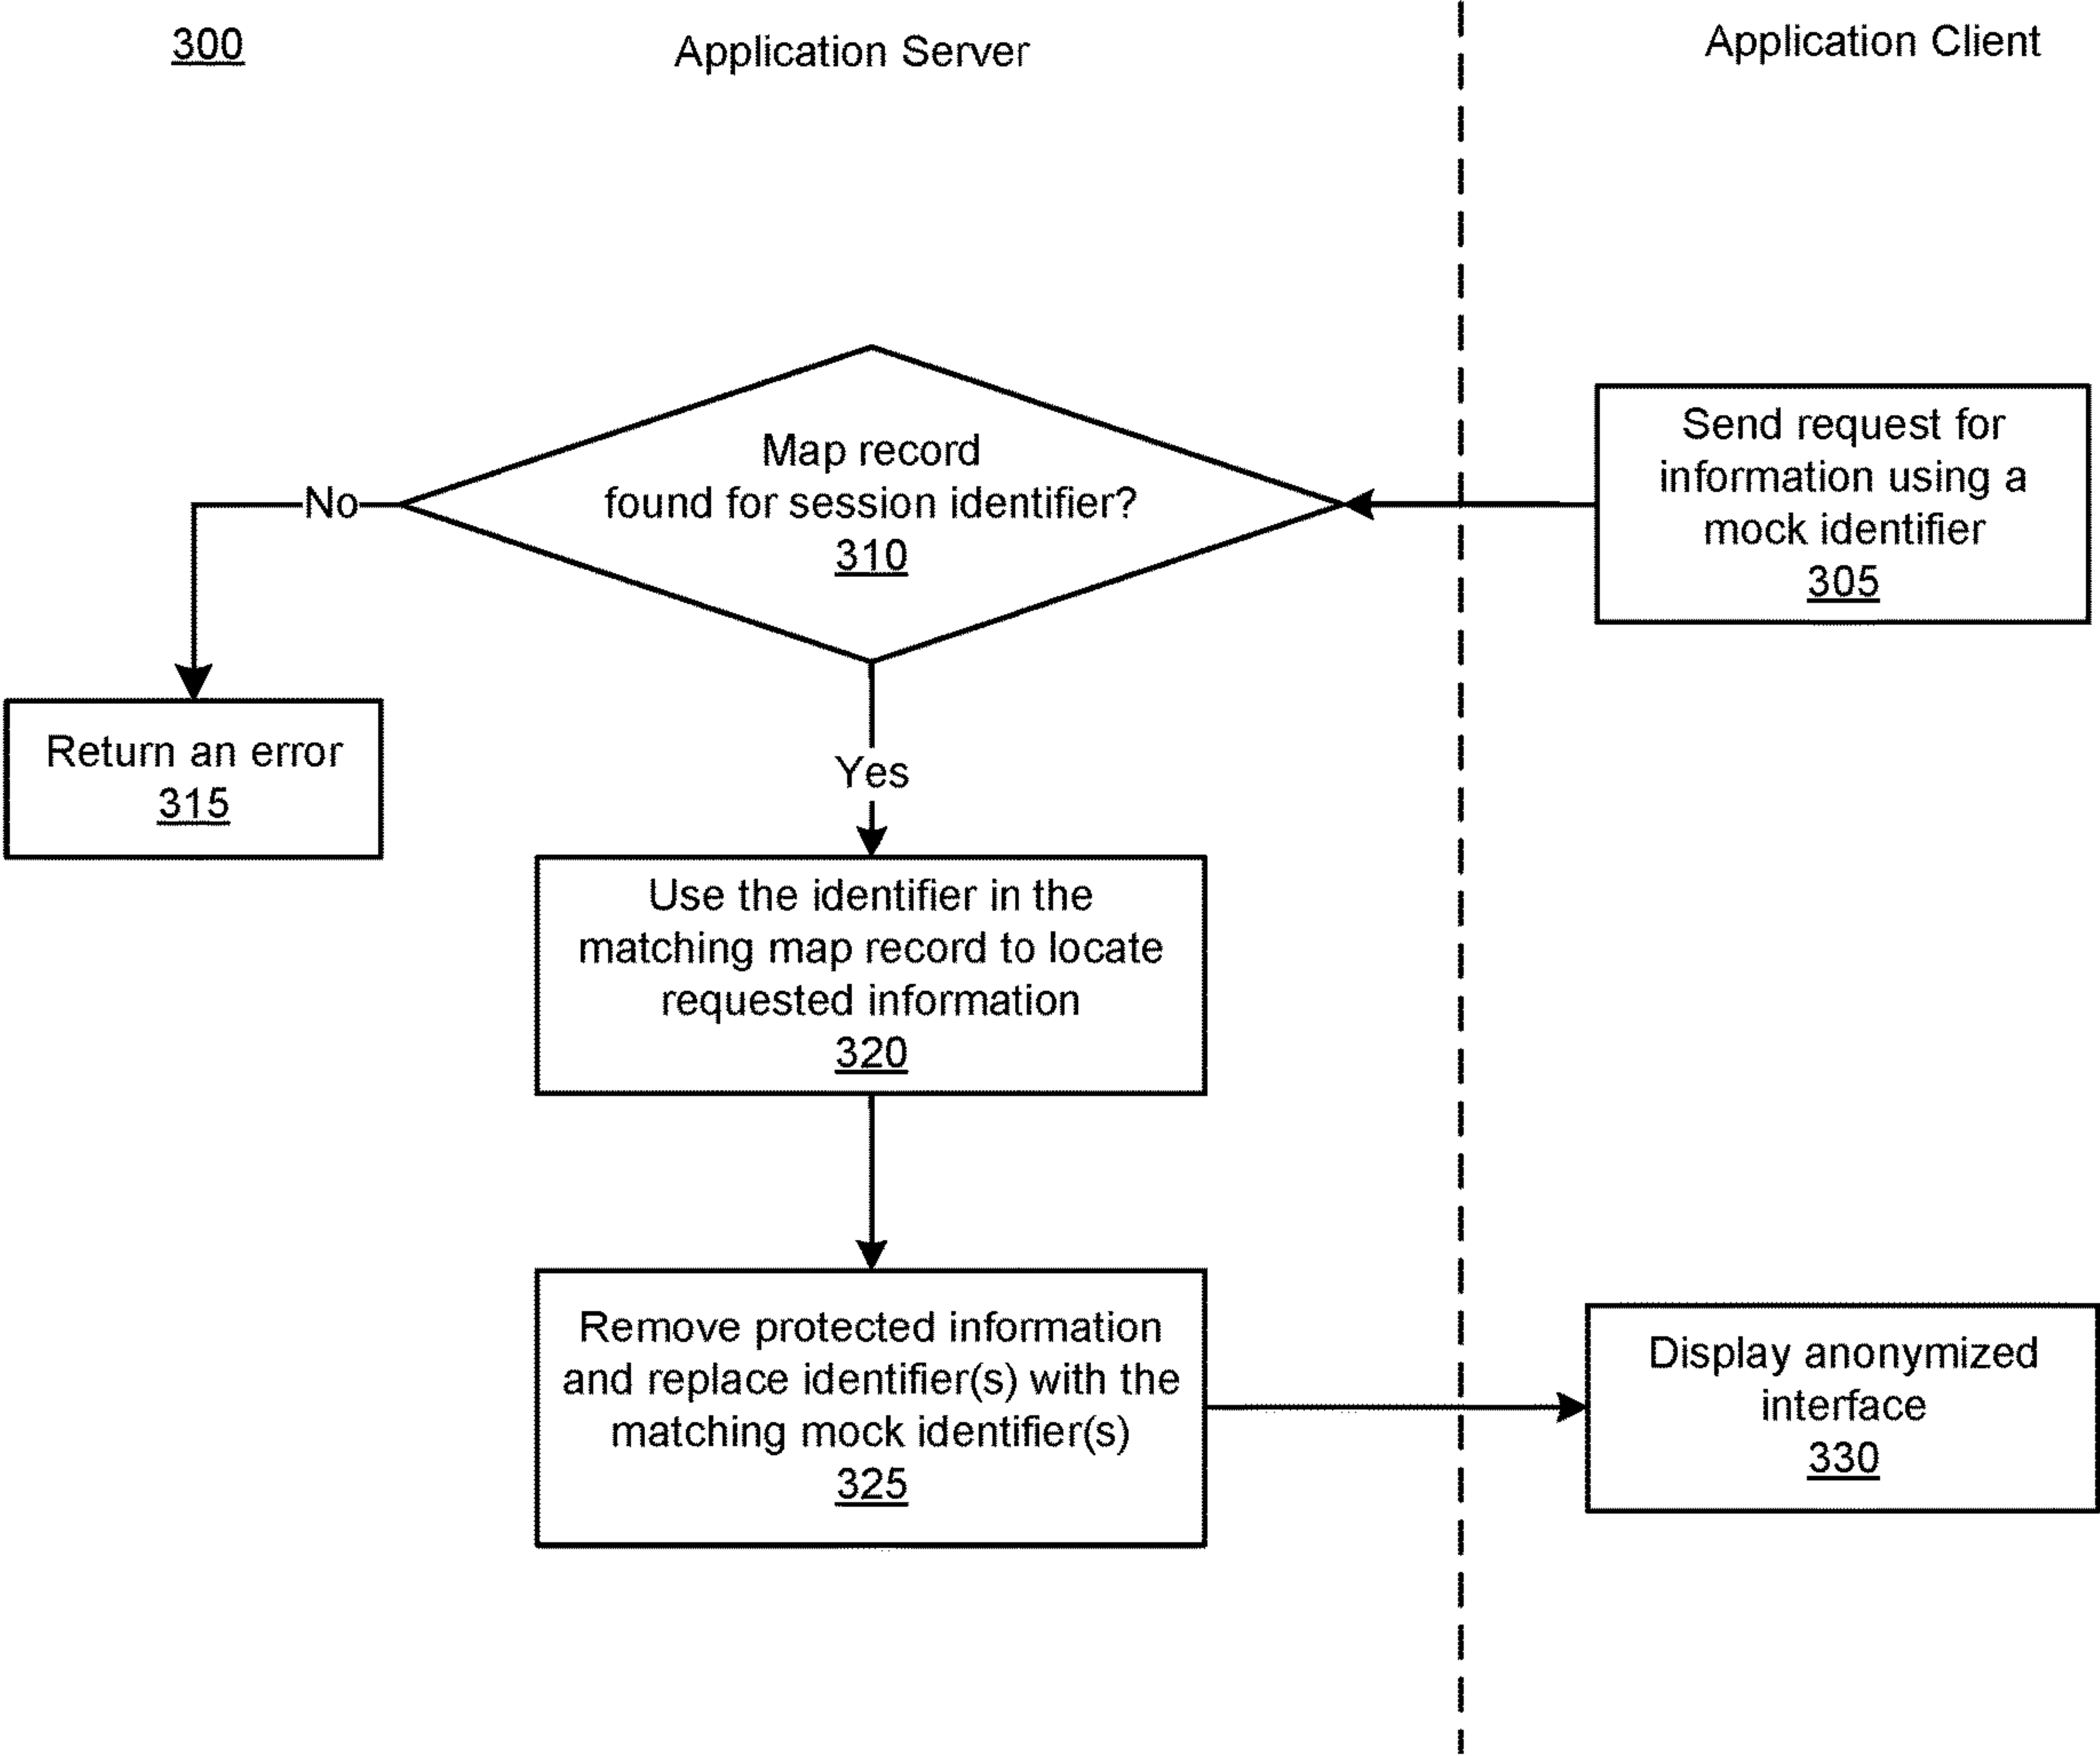 300
Application Server
Application Client
Send request for
information using a
mock identifier
305
Map record
found for session identifier?
310
No
Return an error
315
Yes
Use the identifier in the
matching map record to locate
requested information
320
Remove protected information
and replace identifier(s) with the
matching mock identifier(s)
325
Display anonymized
interface
330